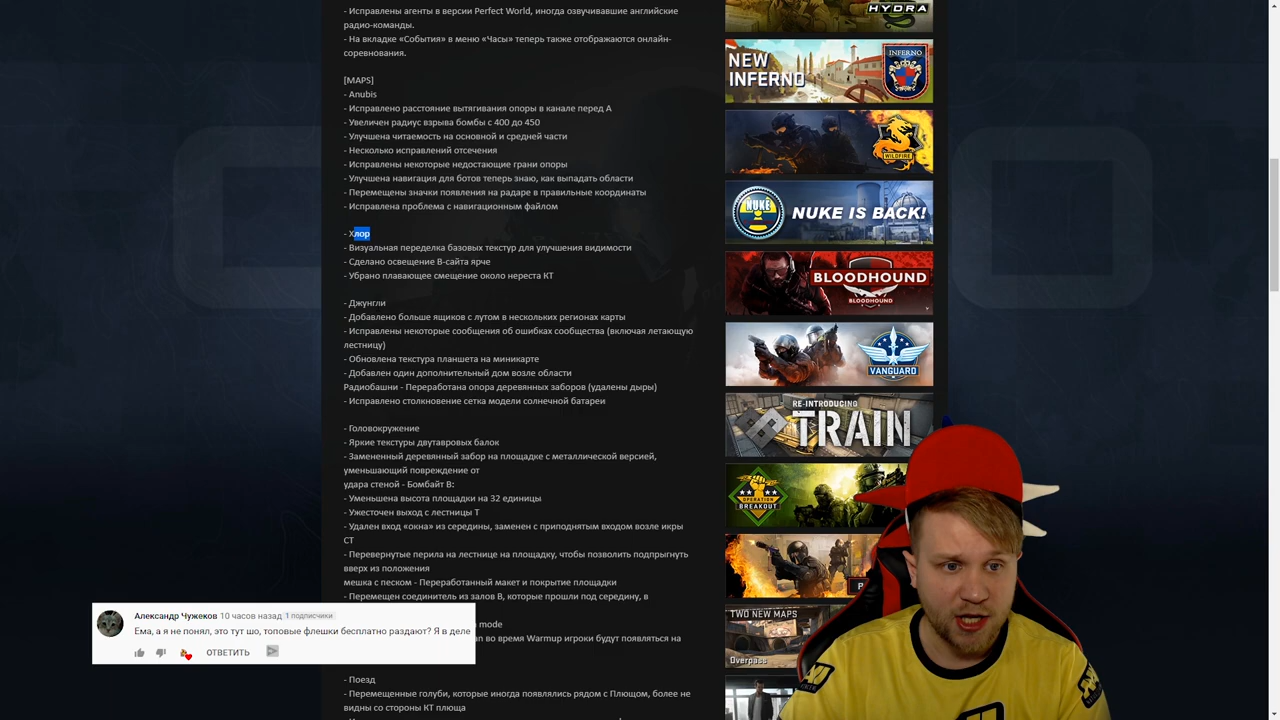 - Исправлены агенты в версии Perfect World, иногда озвучивавшие английские
радио-команды.
- На вкладке «События» в меню «Часы» теперь также отображаются онлайн-
соревнования.
[MAPS]
- Anubis
- Исправлено расстояние вытягивания опоры в канале перед А
- Увеличен радиус взрыва бомбы с 400 до 450
- Улучшена читаемость на основной и средней части
- Несколько исправлений отсечения
- Исправлены некоторые недостающие грани опоры
- Улучшена навигация для ботов теперь знаю, как выпадать области
- Перемещены значки появления на радаре в правильные координаты
- Исправлена проблема с навигационным файлом
- Хлор
- Визуальная переделка базовых текстур для улучшения видимости
- Сделано освещение B-сайта ярче
- Убрано плавающее смещение около нереста КТ
- Джунгли
- Добавлено больше ящиков с лутом в нескольких регионах карты
- Исправлены некоторые сообщения об ошибках сообщества (включая летающую
лестницу)
- Обновлена текстура планшета на миникарте
- Добавлен один дополнительный дом возле области
Радиобашни - Переработана опора деревянных заборов (удалены дыры)
- Исправлено столкновение сетка модели солнечной батареи
- Головокружение
- Яркие текстуры двутавровых балок
- Замененный деревянный забор на площадке с металлической версией,
уменьшающий повреждение от
удара стеной - Бомбайт В:
- Уменьшена высота площадки на 32 единицы
- Ужесточен выход с лестницы Т
- Удален вход «окна» из середины, заменен с приподнятым входом возле икры
СТ
- Перевернутые перила на лестнице на площадку, чтобы позволить подпрыгнуть
вверх из положения
мешка с песком - Переработанный макет и покрытие площадки
- Перемещен соединитель из залов B, которые прошли под середину, в
mode
во время Warmup игроки будут появляться на
- Поезд
- Перемещенные голуби, которые иногда появлялись рядом с Плющом, более не
видны со стороны КТ плюща
HYDRA
NEW
INFERNO
INFERNO
WILDFIRE
NUKE
NUKE IS BACK!
BLOODHOUND
BLOODHOUND
VANGUARD
RE-INTRODUCING
TRAIN
OPERATION
BREAKOUT
P
TWO NEW MAPS
Overpass
Александр Чужеков 10 часов назад 1 подписчики
Ема, а я не понял, это тут шо, топовые флешки бесплатно раздают? Я в деле
ОТВЕТИТЬ